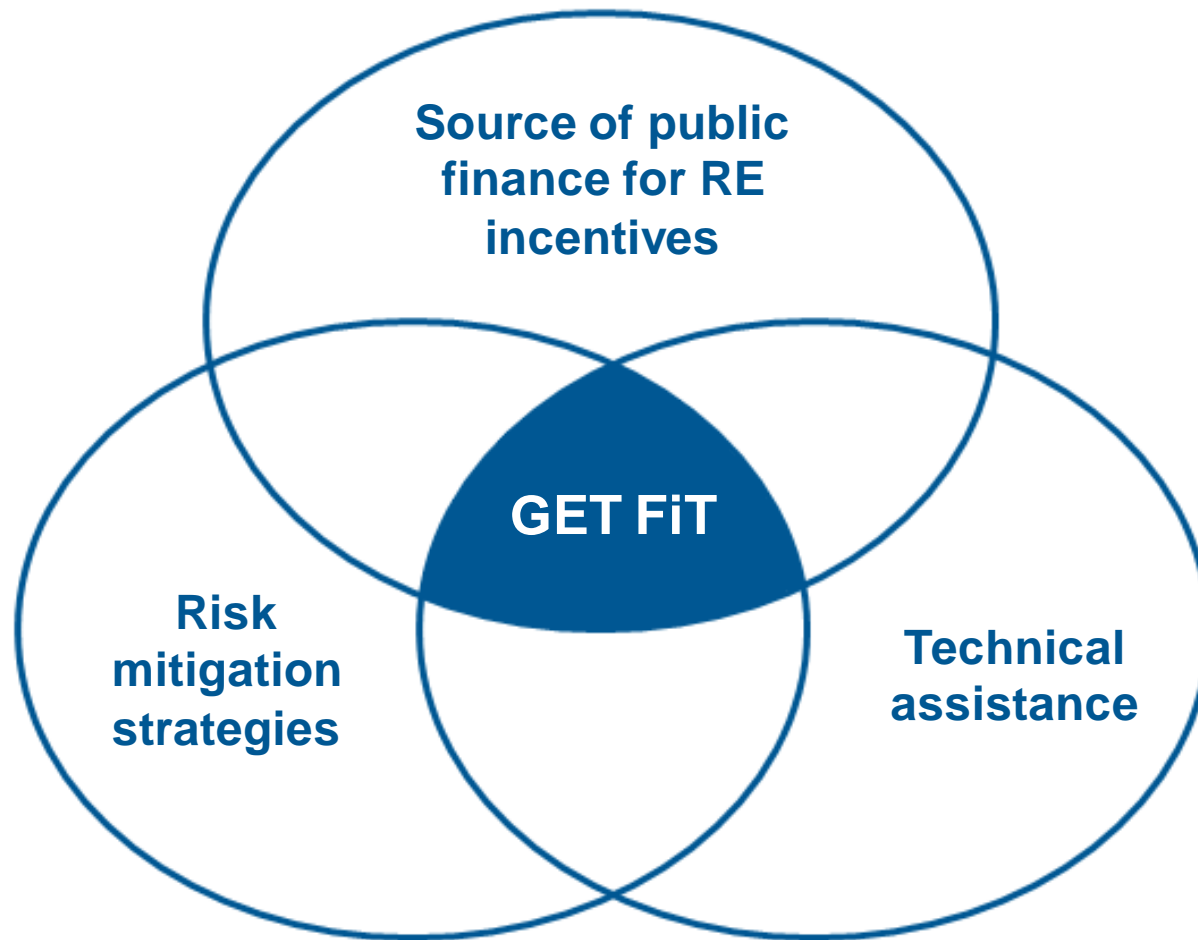 Source of public
finance for RE
incentives
GET FiT
Risk
mitigation
strategies
Technical
assistance